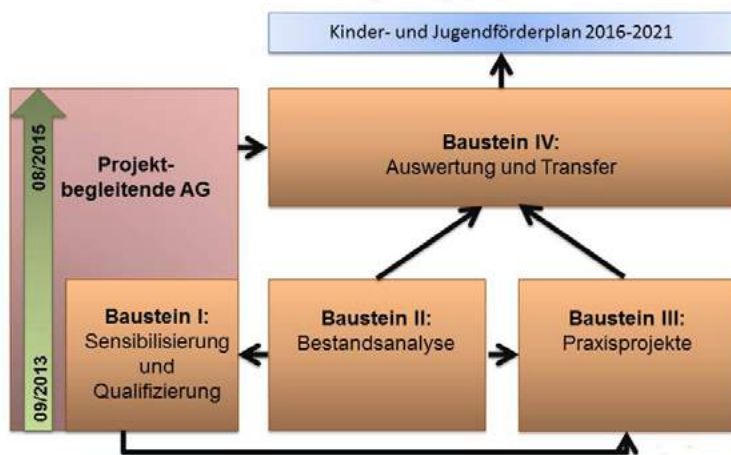 Kinder- und Jugendförderplan 2016-2021
08/2015
Projekt-
begleitende AG
Baustein IV:
Auswertung und Transfer
09/2013
Baustein I:
Sensibilisierung
und
Qualifizierung
Baustein II:
Bestandsanalyse
Baustein III:
Praxisprojekte